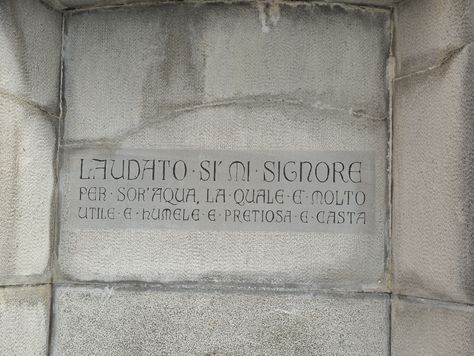 LAUDATO · SI' MI · SIGNORE
PER · SOR'AQUA, LA · QUALE · E' · MOLTO
UTILE · E · HUMELE · E · PRETIOSA · E · CASTA